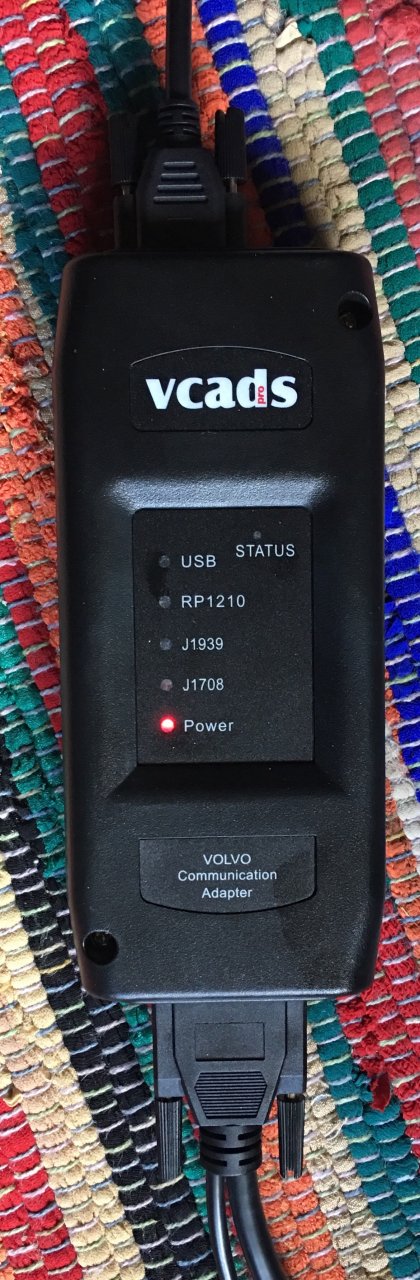 vcads pro
STATUS
USB
RP1210
J1939
J1708
Power
VOLVO
Communication
Adapter